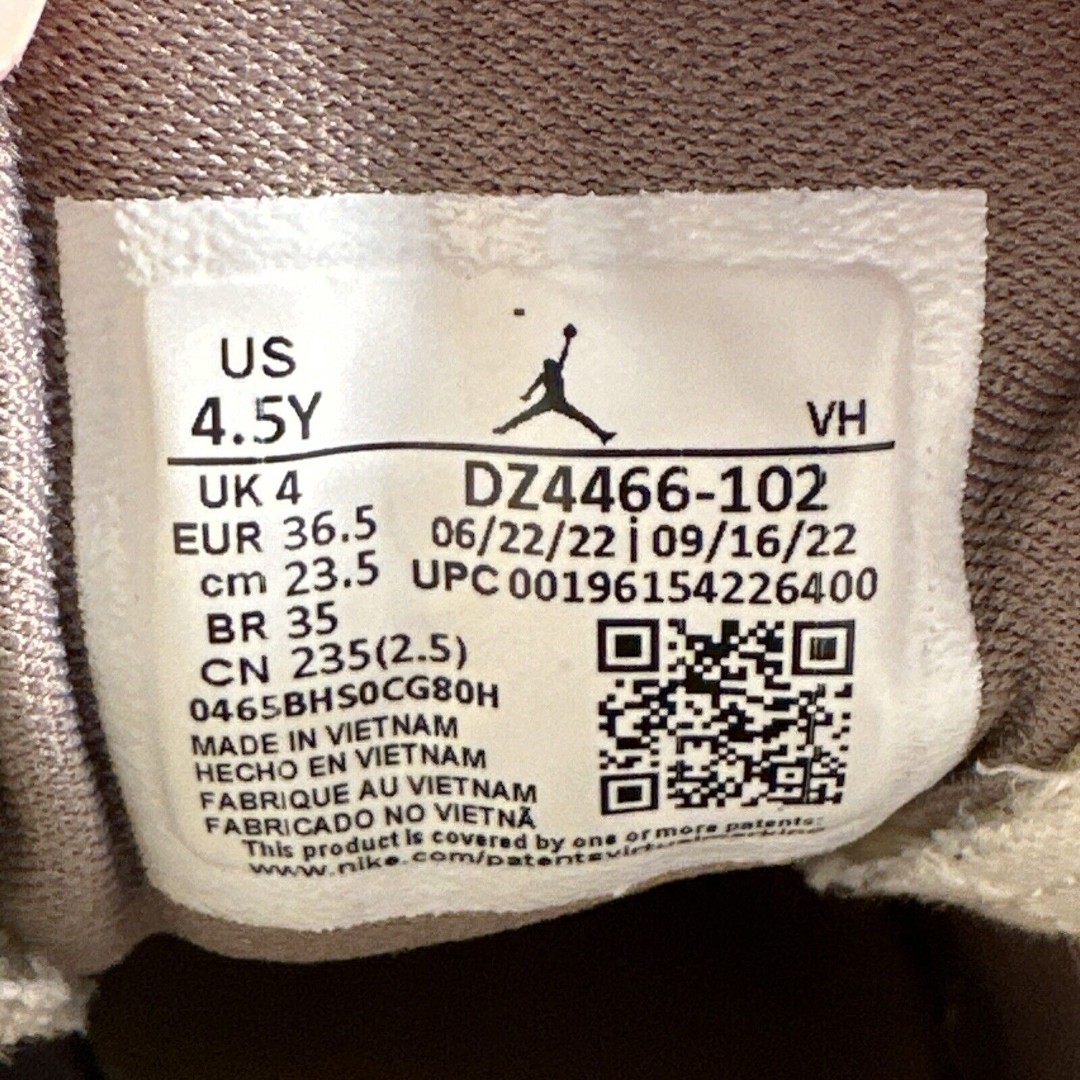 US
4.5Y
VH
UK 4
EUR 36.5
cm 23.5
BR 35
CN 235(2.5)
DZ4466-102
06/22/22 | 09/16/22
UPC 00196154226400
0465BHS0CG80H
MADE IN VIETNAM
HECHO EN VIETNAM
FABRIQUE AU VIETNAM
FABRICADO NO VIETNÃ
This product is covered by one or more patents:
www.nike.com/patentsvirtualmarking